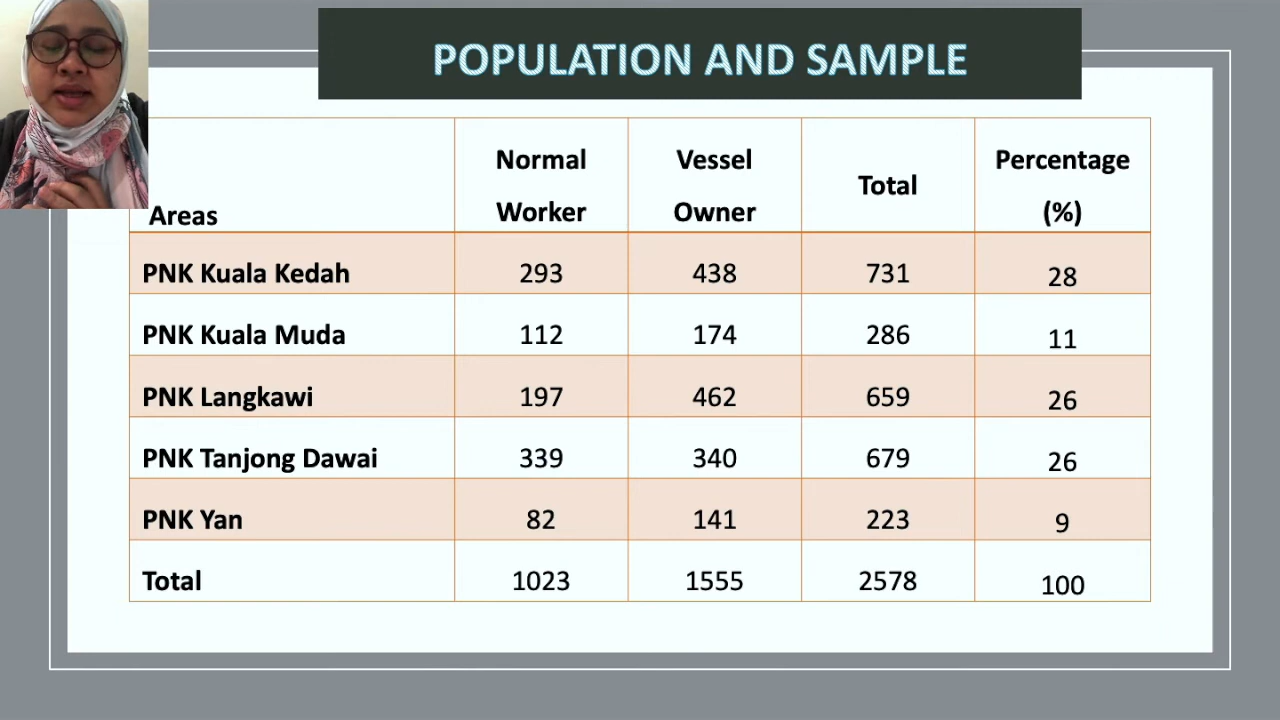 POPULATION AND SAMPLE
Areas Normal Worker Vessel Owner Total Percentage (%)
PNK Kuala Kedah 293 438 731 28
PNK Kuala Muda 112 174 286 11
PNK Langkawi 197 462 659 26
PNK Tanjong Dawai 339 340 679 26
PNK Yan 82 141 223 9
Total 1023 1555 2578 100